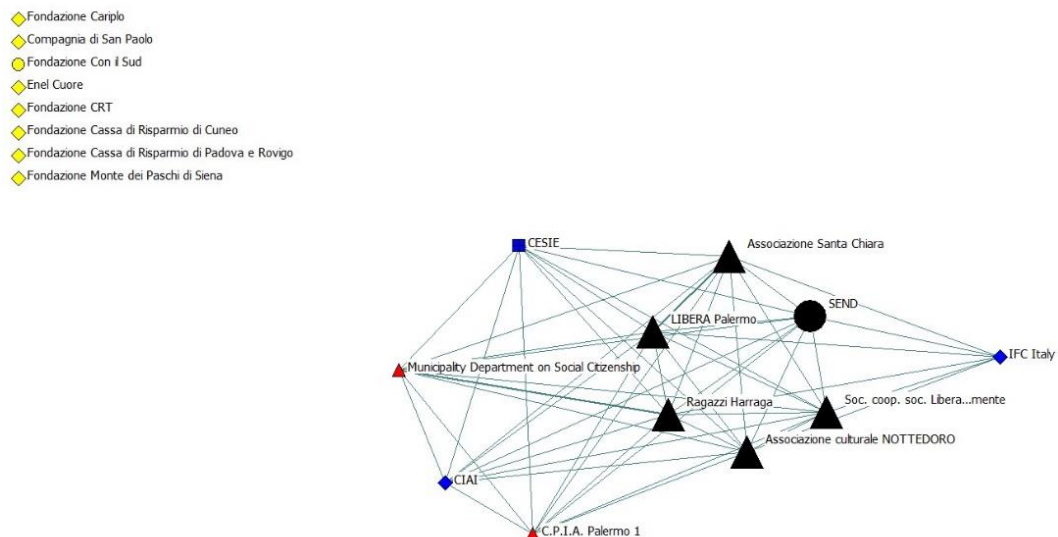 Fondazione Cariplo
Compagnia di San Paolo
Fondazione Con il Sud
Enel Cuore
Fondazione CRT
Fondazione Cassa di Risparmio di Cuneo
Fondazione Cassa di Risparmio di Padova e Rovigo
Fondazione Monte dei Paschi di Siena
CESIE
Associazione Santa Chiara
SEND
LIBERA Palermo
IFC Italy
Municipality Department on Social Citizenship
Ragazzi Harraga
Soc. coop. soc. Libera...mente
Associazione culturale NOTTEDORO
CIAI
C.P.I.A. Palermo 1